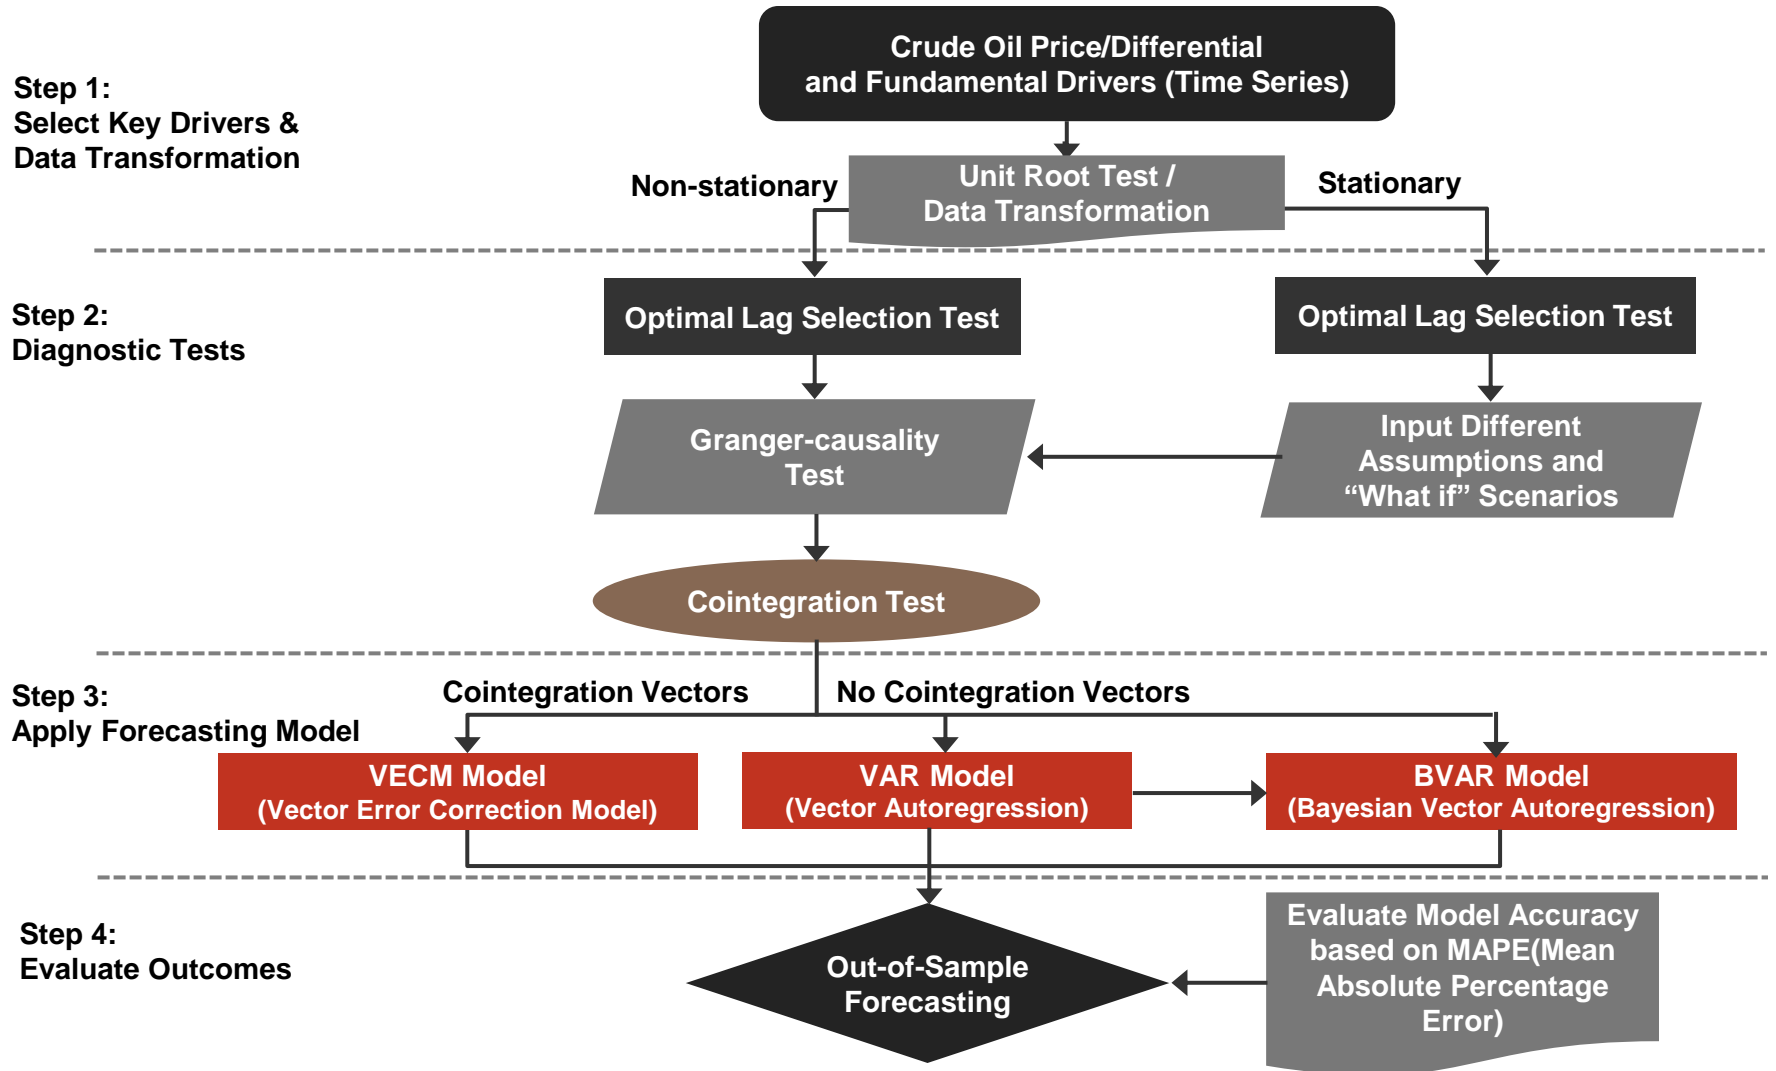 Crude Oil Price/Differential
and Fundamental Drivers (Time Series)
Step 1:
Select Key Drivers &
Data Transformation
Non-stationary
Unit Root Test /
Data Transformation
Stationary
Step 2:
Diagnostic Tests
Optimal Lag Selection Test
Optimal Lag Selection Test
Granger-causality
Test
Input Different
Assumptions and
“What if” Scenarios
Cointegration Test
Step 3:
Apply Forecasting Model
Cointegration Vectors
No Cointegration Vectors
VECM Model
(Vector Error Correction Model)
VAR Model
(Vector Autoregression)
BVAR Model
(Bayesian Vector Autoregression)
Step 4:
Evaluate Outcomes
Out-of-Sample
Forecasting
Evaluate Model Accuracy
based on MAPE(Mean
Absolute Percentage
Error)